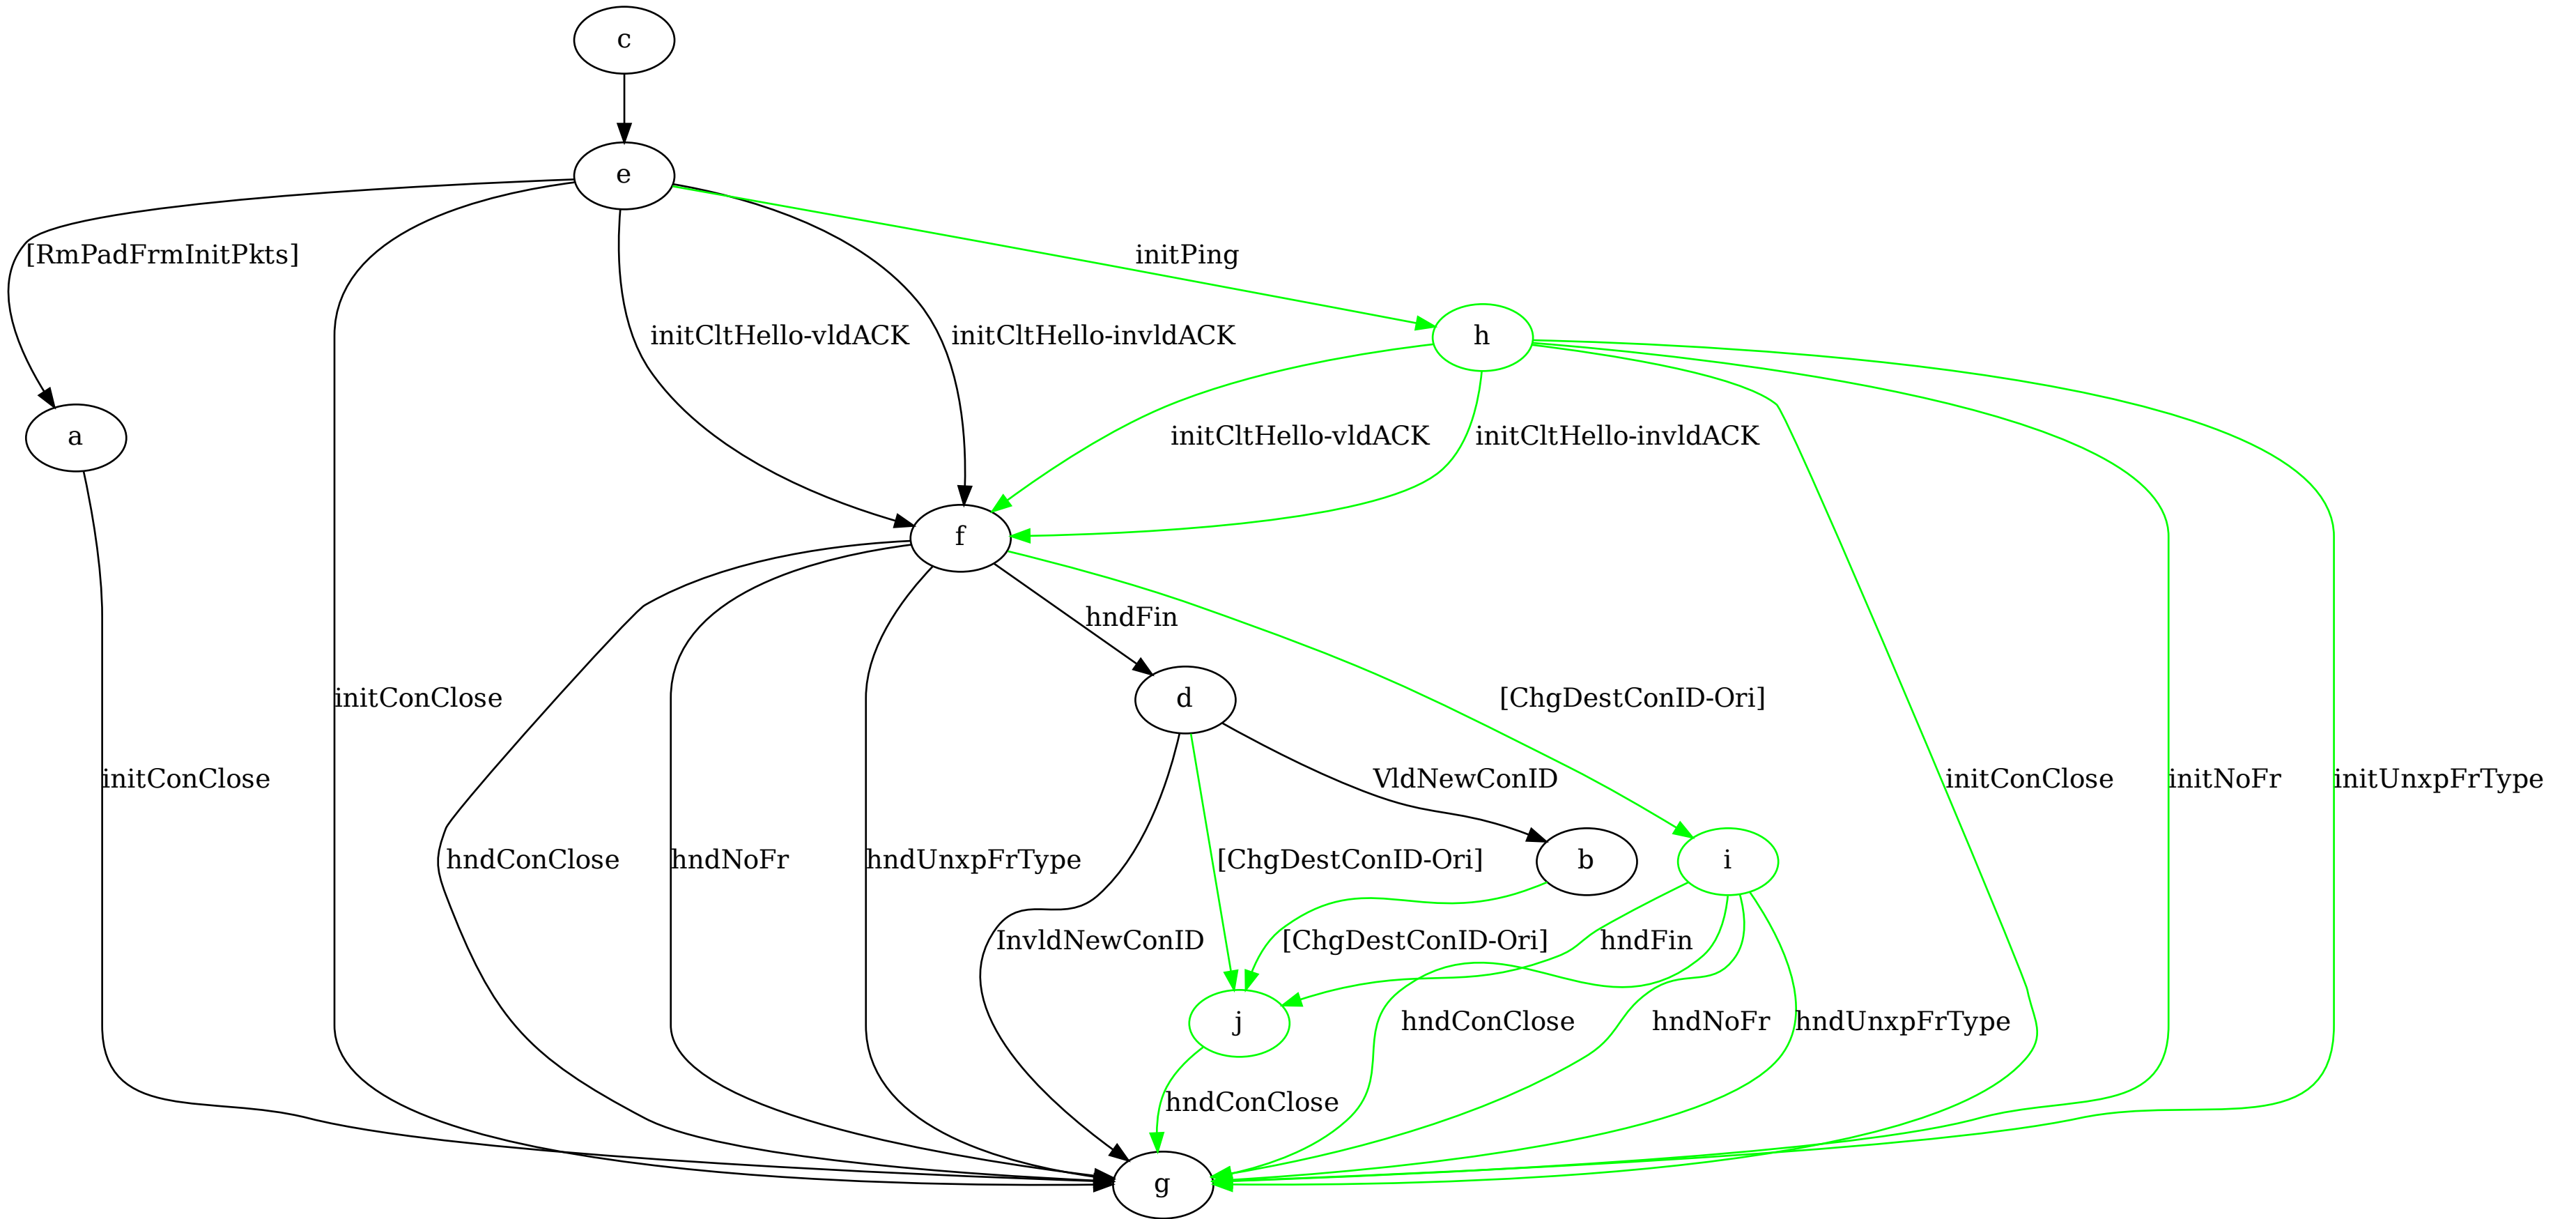 c
e
[RmPadFrmInitPkts]
initPing
initCltHello-vldACK
initCltHello-invldACK
h
a
initCltHello-vldACK
initCltHello-invldACK
f
hndFin
initConClose
d
[ChgDestConID-Ori]
initConClose
VldNewConID
initConClose
initNoFr
initUnxpFrType
hndConClose
hndNoFr
hndUnxpFrType
[ChgDestConID-Ori]
b
i
InvldNewConID
[ChgDestConID-Ori]
hndFin
j
hndConClose
hndNoFr
hndUnxpFrType
hndConClose
g